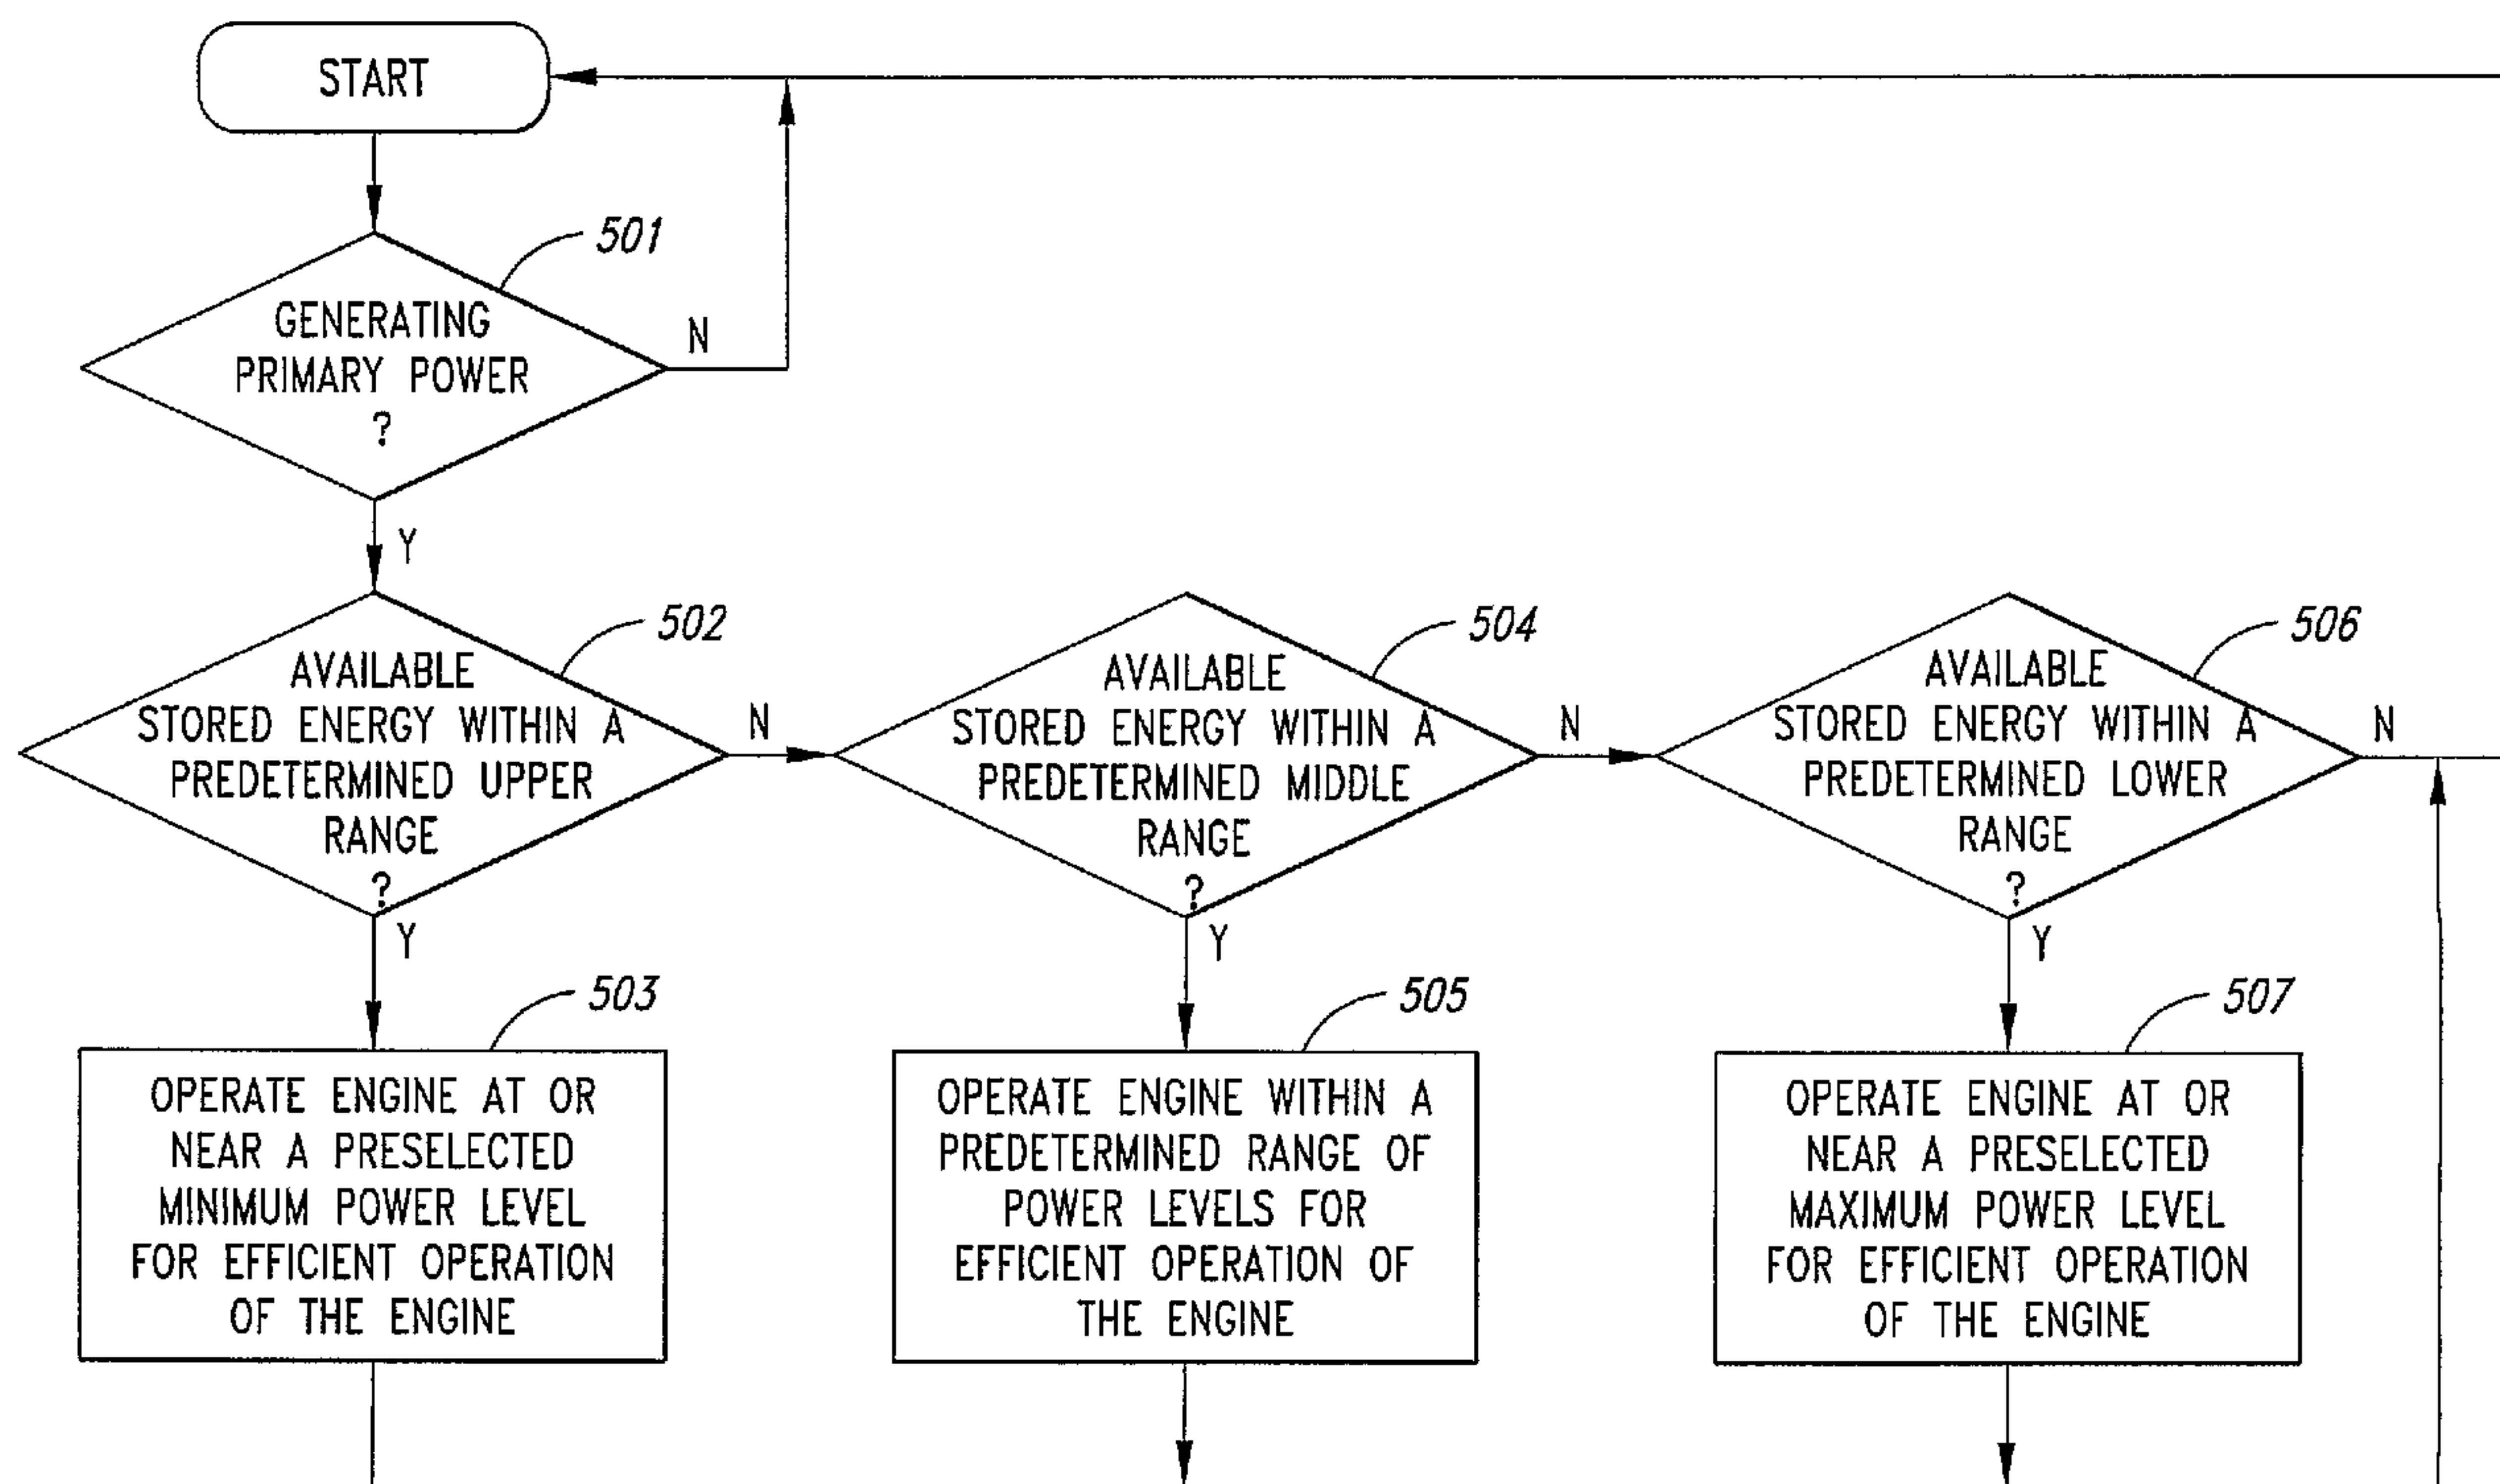 START
501
GENERATING
PRIMARY POWER
?
N
Y
502
AVAILABLE
STORED ENERGY WITHIN A
PREDETERMINED UPPER
RANGE
?
N
Y
504
AVAILABLE
STORED ENERGY WITHIN A
PREDETERMINED MIDDLE
RANGE
?
N
Y
506
AVAILABLE
STORED ENERGY WITHIN A
PREDETERMINED LOWER
RANGE
?
N
Y
503
OPERATE ENGINE AT OR
NEAR A PRESELECTED
MINIMUM POWER LEVEL
FOR EFFICIENT OPERATION
OF THE ENGINE
505
OPERATE ENGINE WITHIN A
PREDETERMINED RANGE OF
POWER LEVELS FOR
EFFICIENT OPERATION OF
THE ENGINE
507
OPERATE ENGINE AT OR
NEAR A PRESELECTED
MAXIMUM POWER LEVEL
FOR EFFICIENT OPERATION
OF THE ENGINE